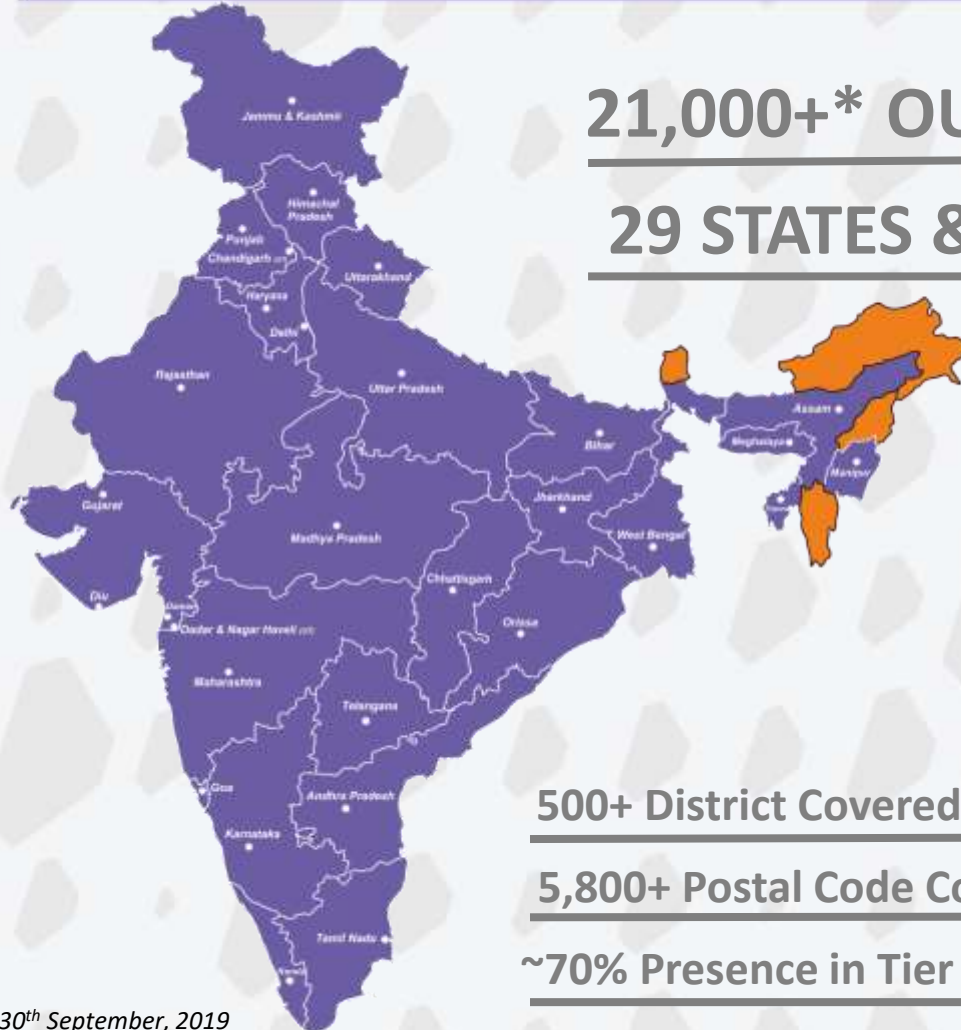 21,000+* OU
29 STATES &
Jammu & Kashmir
Himachal
Pradesh
Punjab
Chandigarh (UT)
Uttarakhand
Haryana
Delhi
Rajasthan
Uttar Pradesh
Assam
Bihar
Meghalaya
Manipur
Gujarat
Jharkhand
Madhya Pradesh
West Bengal
Chhattisgarh
Diu
Daman
Dadar & Nagar Haveli (UT)
Orissa
Maharashtra
Telangana
Goa
Andhra Pradesh
500+ District Covered
Karnataka
5,800+ Postal Code Co
Tamil Nadu
~70% Presence in Tier
Kerala
30th September, 2019